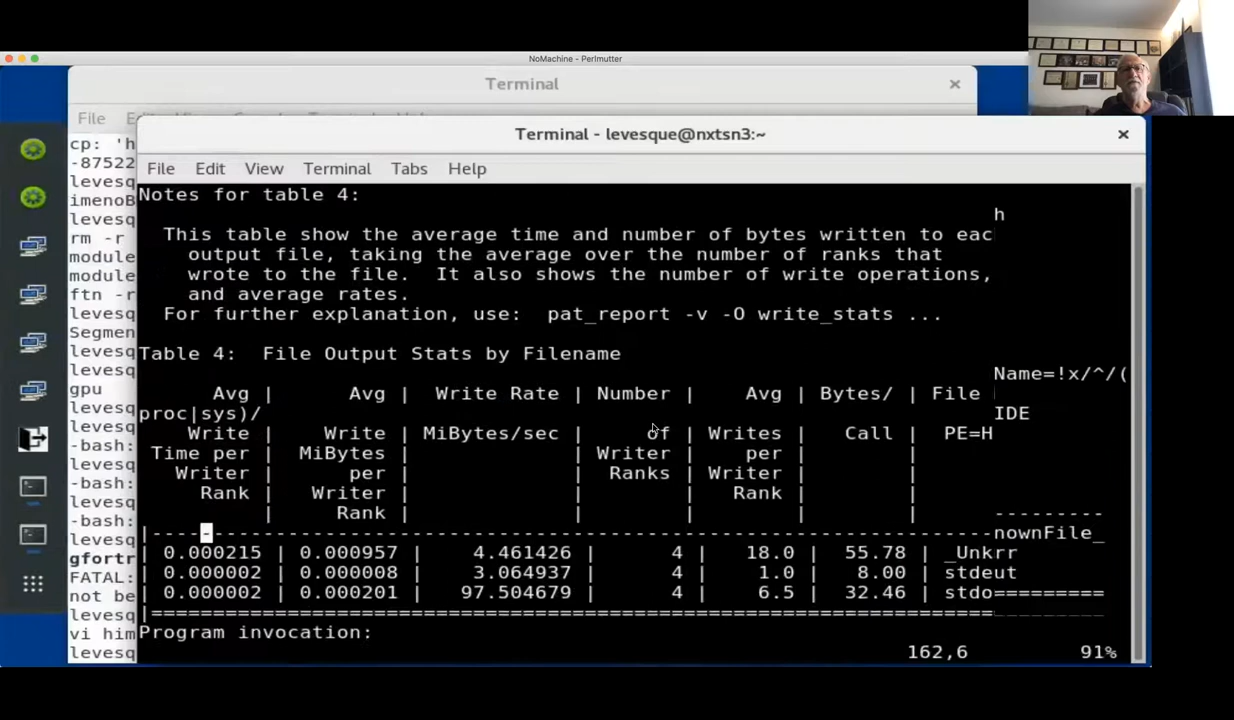 NoMachine - Perlmutter
Terminal
File
cp: 'h
-87522
levesq
imenoB
levesq
rm -r
module
module
ftn -r
levesq
Segmen
levesq
levesq
gpu
levesq
levesq
-bash:
levesq
-bash:
levesq
-bash:
levesq
gfortr
FATAL:
not be
levesq
vi him
levesq
Terminal - levesque@nxtsn3:~
File Edit View Terminal Tabs Help
Notes for table 4:
h
This table show the average time and number of bytes written to eac
output file, taking the average over the number of ranks that
wrote to the file. It also shows the number of write operations,
and average rates.
For further explanation, use: pat_report -v -O write_stats ...
Table 4: File Output Stats by Filename
Name=!x/^/(
Avg | Avg | Write Rate | Number | Avg | Bytes/ | File
proc|sys)/ IDE
Write | Write | MiBytes/sec | of | Writes | Call | PE=H
Time per | MiBytes | | Writer | per | |
Writer | per | | Ranks | Writer | |
Rank | Writer | | | Rank | |
| Rank | | | | |
|-----------------------------------------------------------------------------nownFile_
| 0.000215 | 0.000957 | 4.461426 | 4 | 18.0 | 55.78 | _Unkrr
| 0.000002 | 0.000008 | 3.064937 | 4 | 1.0 | 8.00 | stdeut
| 0.000002 | 0.000201 | 97.504679 | 4 | 6.5 | 32.46 | stdo=========
|=============================================================================
Program invocation:
162,6 91%